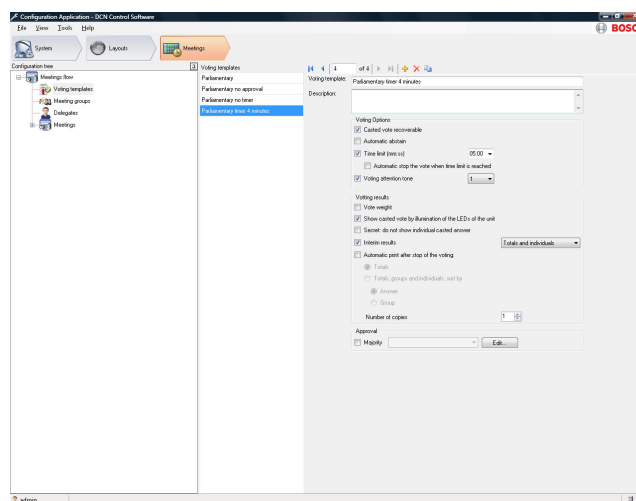 Configuration Application - DCN Control Software
File View Tools Help
BOSC
System Layouts Meetings
Configuration tree
Meetings flow
Voting templates
Meeting groups
Delegates
Meetings
Voting templates
Parliamentary
Parliamentary no approval
Parliamentary no timer
Parliamentary timer 4 minutes
4 of 4
Voting template: Parliamentary timer 4 minutes
Description:
Voting Options
Casted vote recoverable
Automatic abstain
Time limit (mm:ss) 05:00
Automatic stop the vote when time limit is reached
Voting attention tone 1
Votting results
Vote weight
Show casted vote by illumination of the LEDs of the unit
Secret: do not show individual casted answer
Interim results Totals and individuals
Automatic print after stop of the voting:
Totals
Totals, groups and individuals, sort by
Answer
Group
Number of copies 1
Approval
Majority Edit...
admin